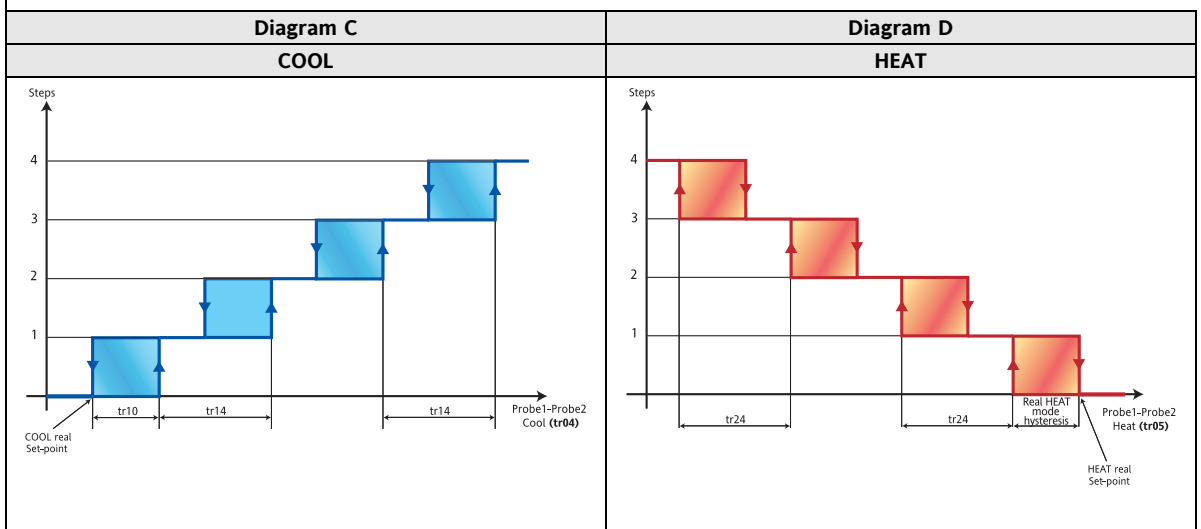 Diagram C
Diagram D
COOL
HEAT
Steps
4
3
2
1
tr10
tr14
tr14
Probe1-Probe2
Cool (tr04)
COOL real
Set-point
Steps
4
3
2
1
tr24
tr24
Real HEAT
mode
hysteresis
Probe1-Probe2
Heat (tr05)
HEAT real
Set-point